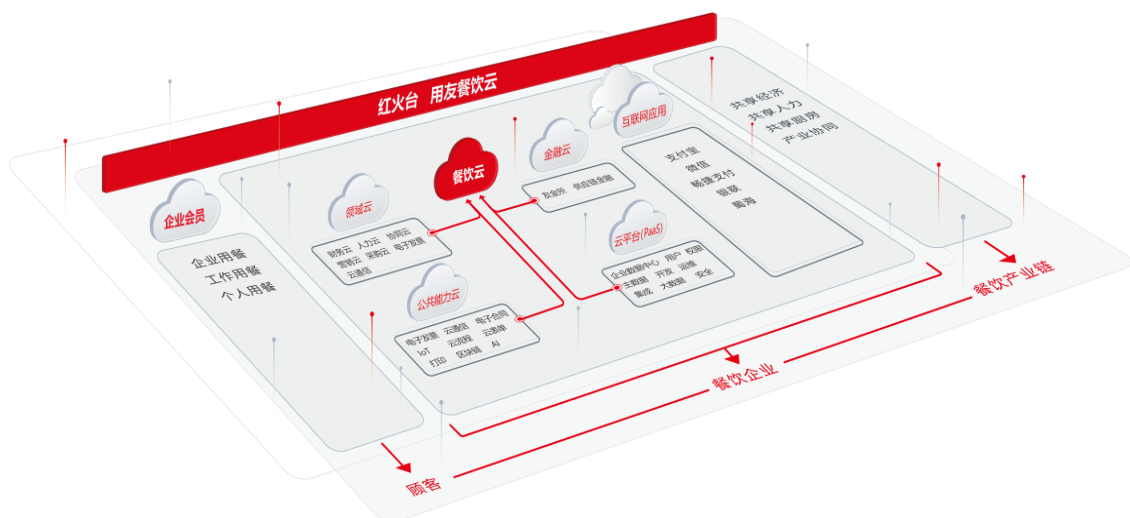 红火台 用友餐饮云
企业会员
企业用餐
工作用餐
个人用餐
领域云
财务云 人力云 协同云
营销云 采购云 电子发票
云通信
公共能力云
电子发票 云通信 电子合同
IoT 云流程 云表单
打印 区块链 AI
餐饮云
金融云
友金所 供应链金融
云平台(PaaS)
企业数据中心 用户 权限
主数据 开发 运维
集成 大数据 安全
互联网应用
支付宝
微信
畅捷支付
银联
蜀海
共享经济
共享人力
共享厨房
产业协同
顾客
餐饮企业
餐饮产业链